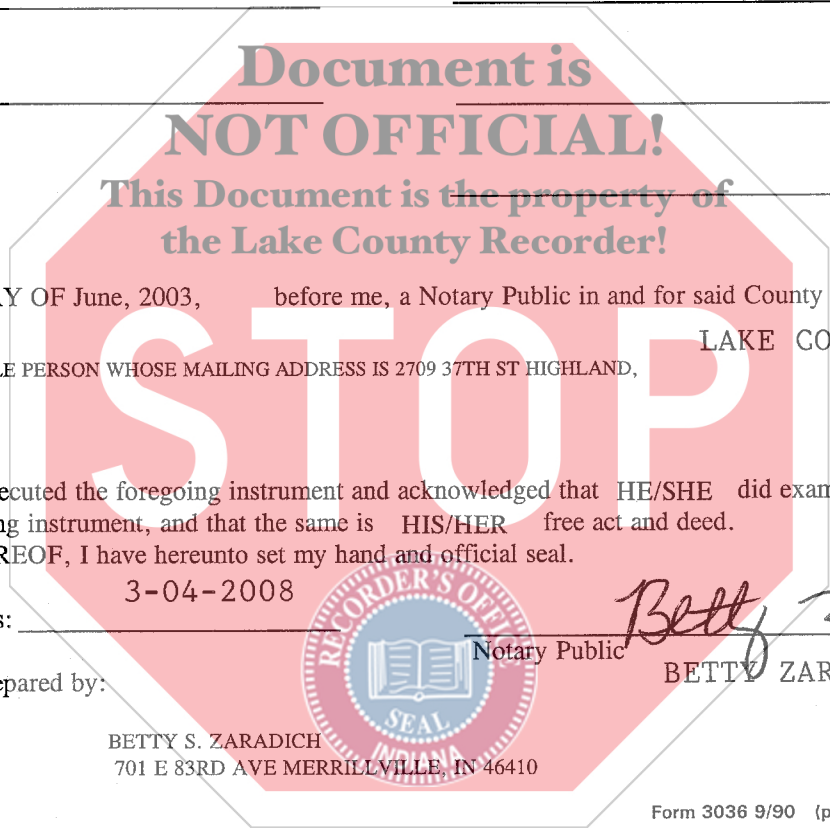 Document is
NOT OFFICIAL!
This Document is the property of
the Lake County Recorder!
Y OF June, 2003, before me, a Notary Public in and for said County
LAKE CO
LE PERSON WHOSE MAILING ADDRESS IS 2709 37TH ST HIGHLAND,
STOP
ecuted the foregoing instrument and acknowledged that HE/SHE did exam
ng instrument, and that the same is HIS/HER free act and deed.
REOF, I have hereunto set my hand and official seal.
3-04-2008
s:
RECORDER'S OFFICE
SEAL
INDIANA
Betty
Notary Public
BETTY ZAR
epared by:
BETTY S. ZARADICH
701 E 83RD AVE MERRILLVILLE, IN 46410
Form 3036 9/90 (p